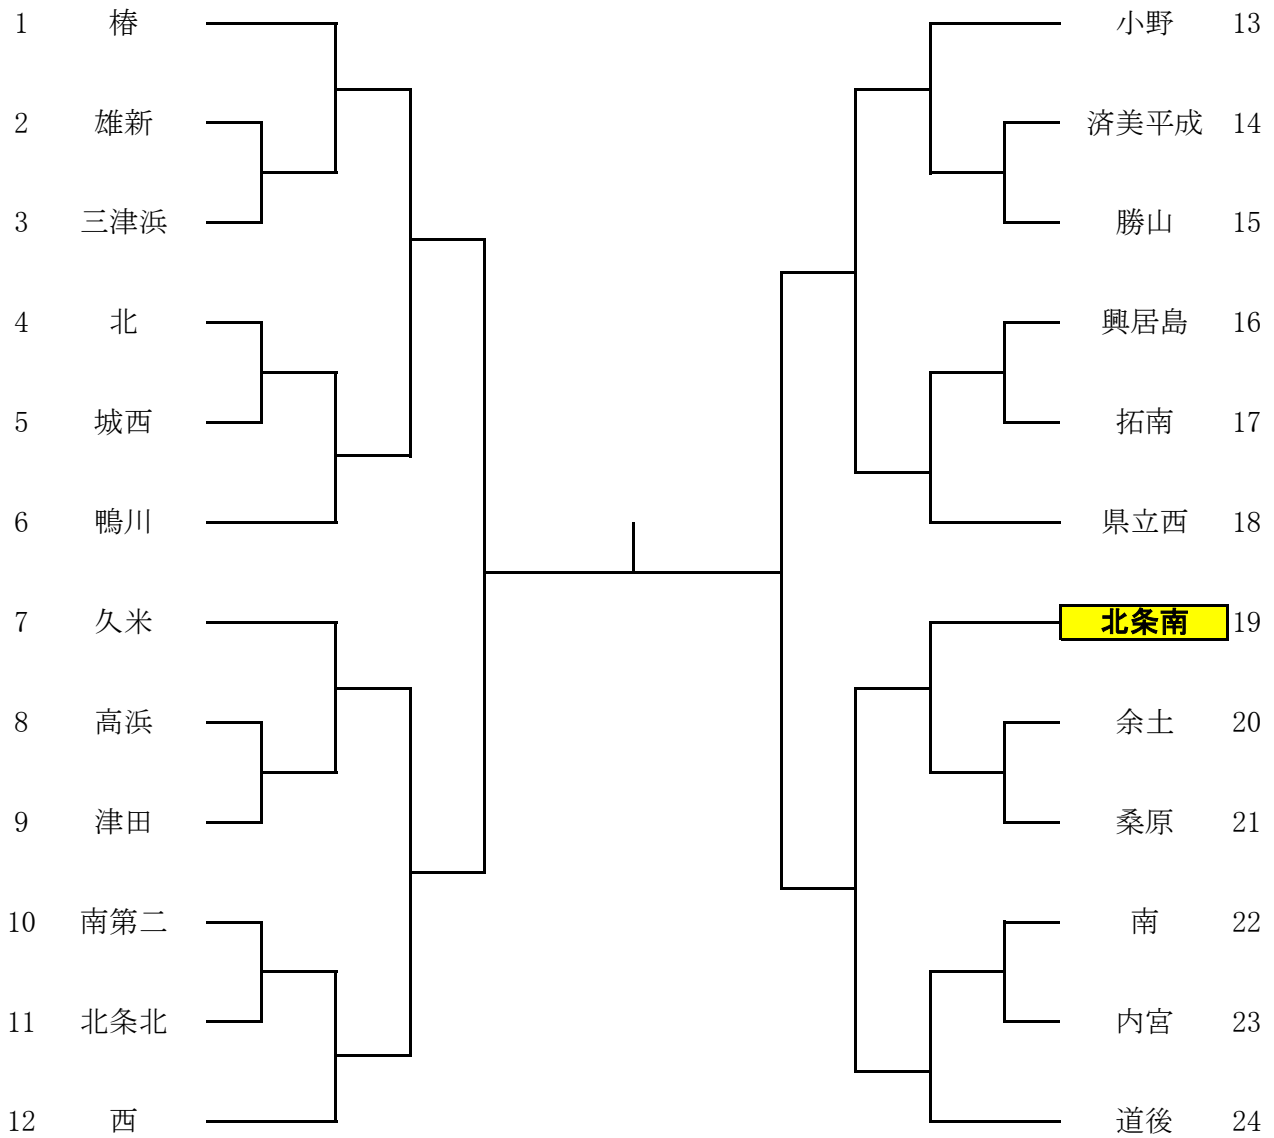 1 椿
2 雄新
3 三津浜
4 北
5 城西
6 鴨川
7 久米
8 高浜
9 津田
10 南第二
11 北条北
12 西
小野 13
済美平成 14
勝山 15
興居島 16
拓南 17
県立西 18
北条南 19
余土 20
桑原 21
南 22
内宮 23
道後 24